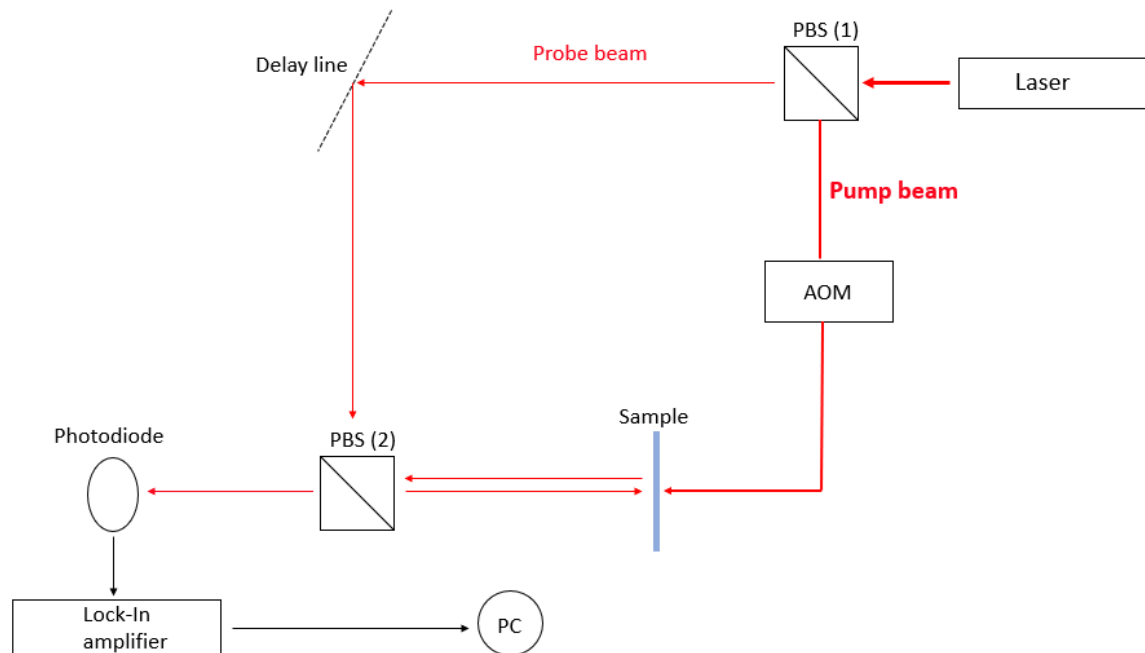 PBS (1)
Probe beam
Delay line
Laser
Pump beam
AOM
Sample
Photodiode
PBS (2)
Lock-In
amplifier
PC